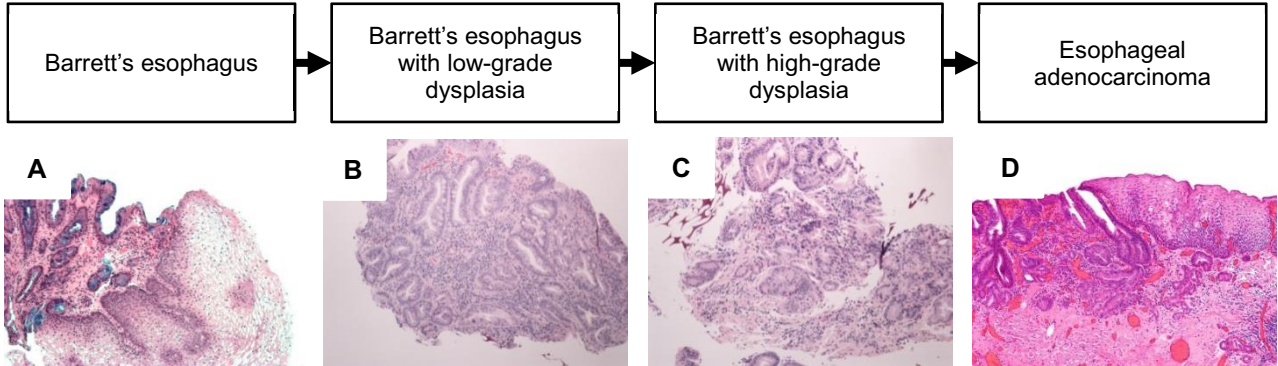 Barrett’s esophagus
Barrett’s esophagus
with low-grade
dysplasia
Barrett’s esophagus
with high-grade
dysplasia
Esophageal
adenocarcinoma
A
B
C
D